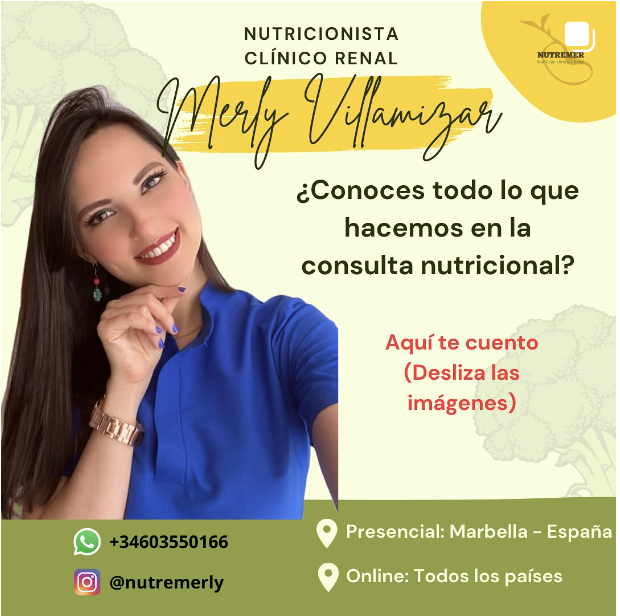 NUTRICIONISTA
CLÍNICO RENAL
Merly Villamizar
NUTREMER
¿Conoces todo lo que
hacemos en la
consulta nutricional?
Aquí te cuento
(Desliza las
imágenes)
+34603550166
@nutremerly
Presencial: Marbella - España
Online: Todos los países